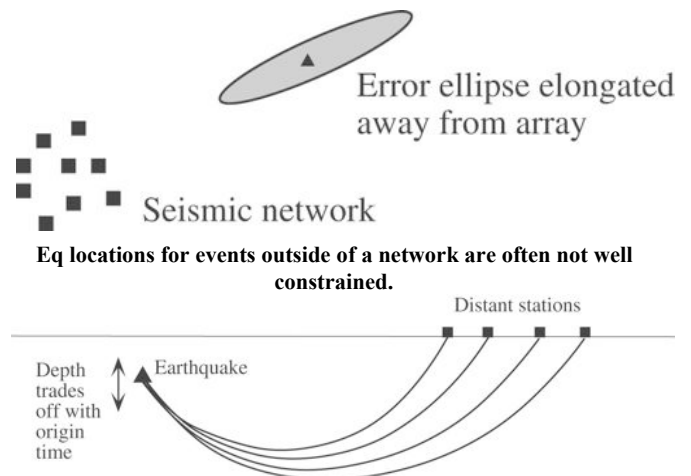 Error ellipse elongated
away from array
Seismic network
Eq locations for events outside of a network are often not well
constrained.
Distant stations
Earthquake
Depth
trades
off with
origin
time